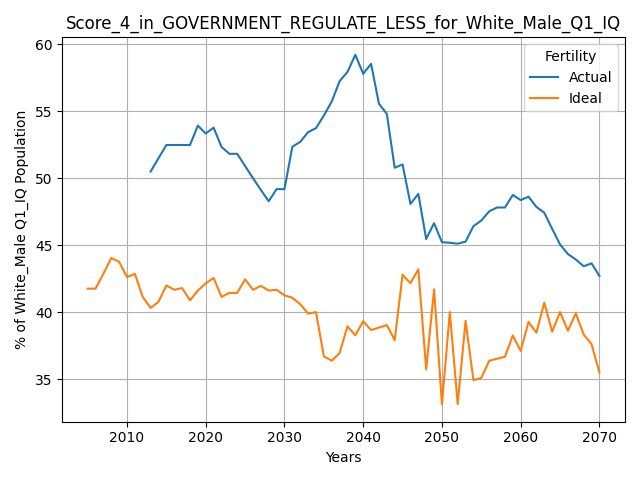 Score_4_in_GOVERNMENT_REGULATE_LESS_for_White_Male_Q1_IQ
% of White_Male Q1_IQ Population
60
55
50
45
40
35
Fertility
Actual
Ideal
2010 2020 2030 2040 2050 2060 2070
Years